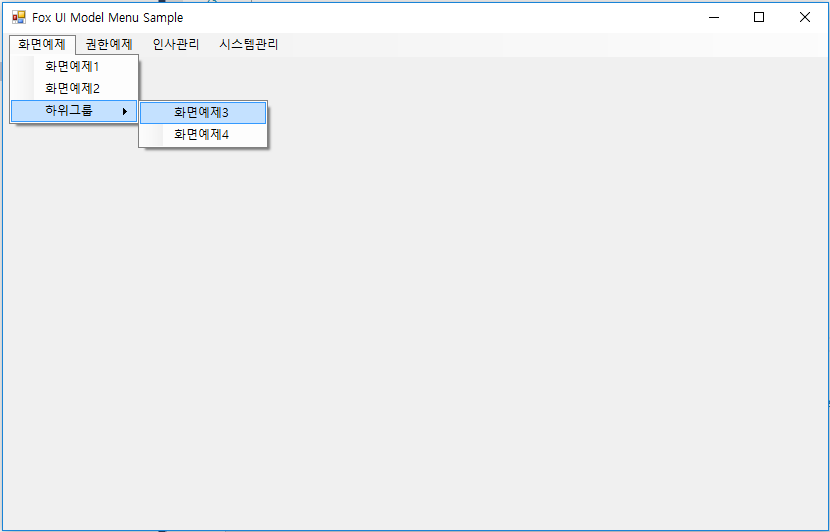 Fox UI Model Menu Sample
화면예제 권한예제 인사관리 시스템관리
화면예제1
화면예제2
하위그룹
화면예제3
화면예제4